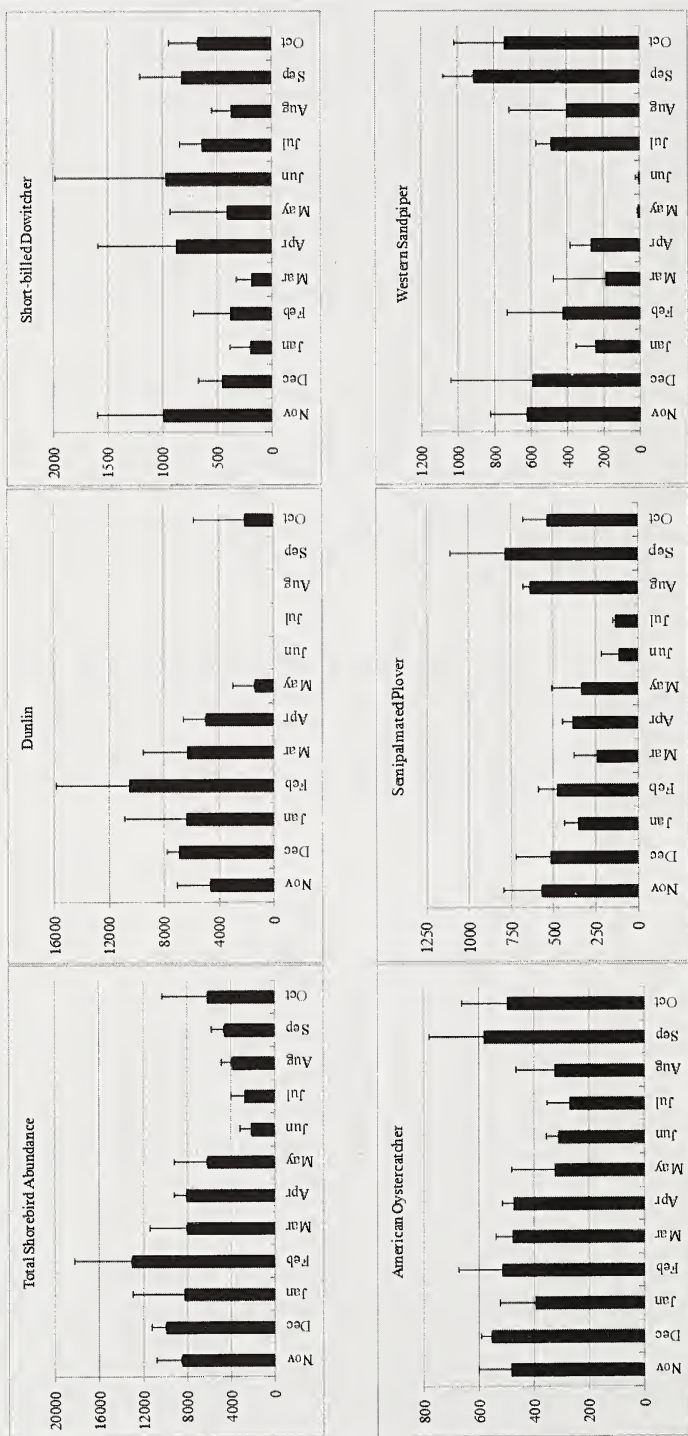 Total Shorebird Abundance
20000
16000
12000
8000
4000
0
Nov Dec Jan Feb Mar Apr May Jun Jul Aug Sep Oct
Dunlin
16000
12000
8000
4000
0
Nov Dec Jan Feb Mar Apr May Jun Jul Aug Sep Oct
Short-billed Dowitcher
2000
1500
1000
500
0
Nov Dec Jan Feb Mar Apr May Jun Jul Aug Sep Oct
American Oystercatcher
800
600
400
200
0
Nov Dec Jan Feb Mar Apr May Jun Jul Aug Sep Oct
Semipalmated Plover
1250
1000
750
500
250
0
Nov Dec Jan Feb Mar Apr May Jun Jul Aug Sep Oct
Western Sandpiper
1200
1000
800
600
400
200
0
Nov Dec Jan Feb Mar Apr May Jun Jul Aug Sep Oct